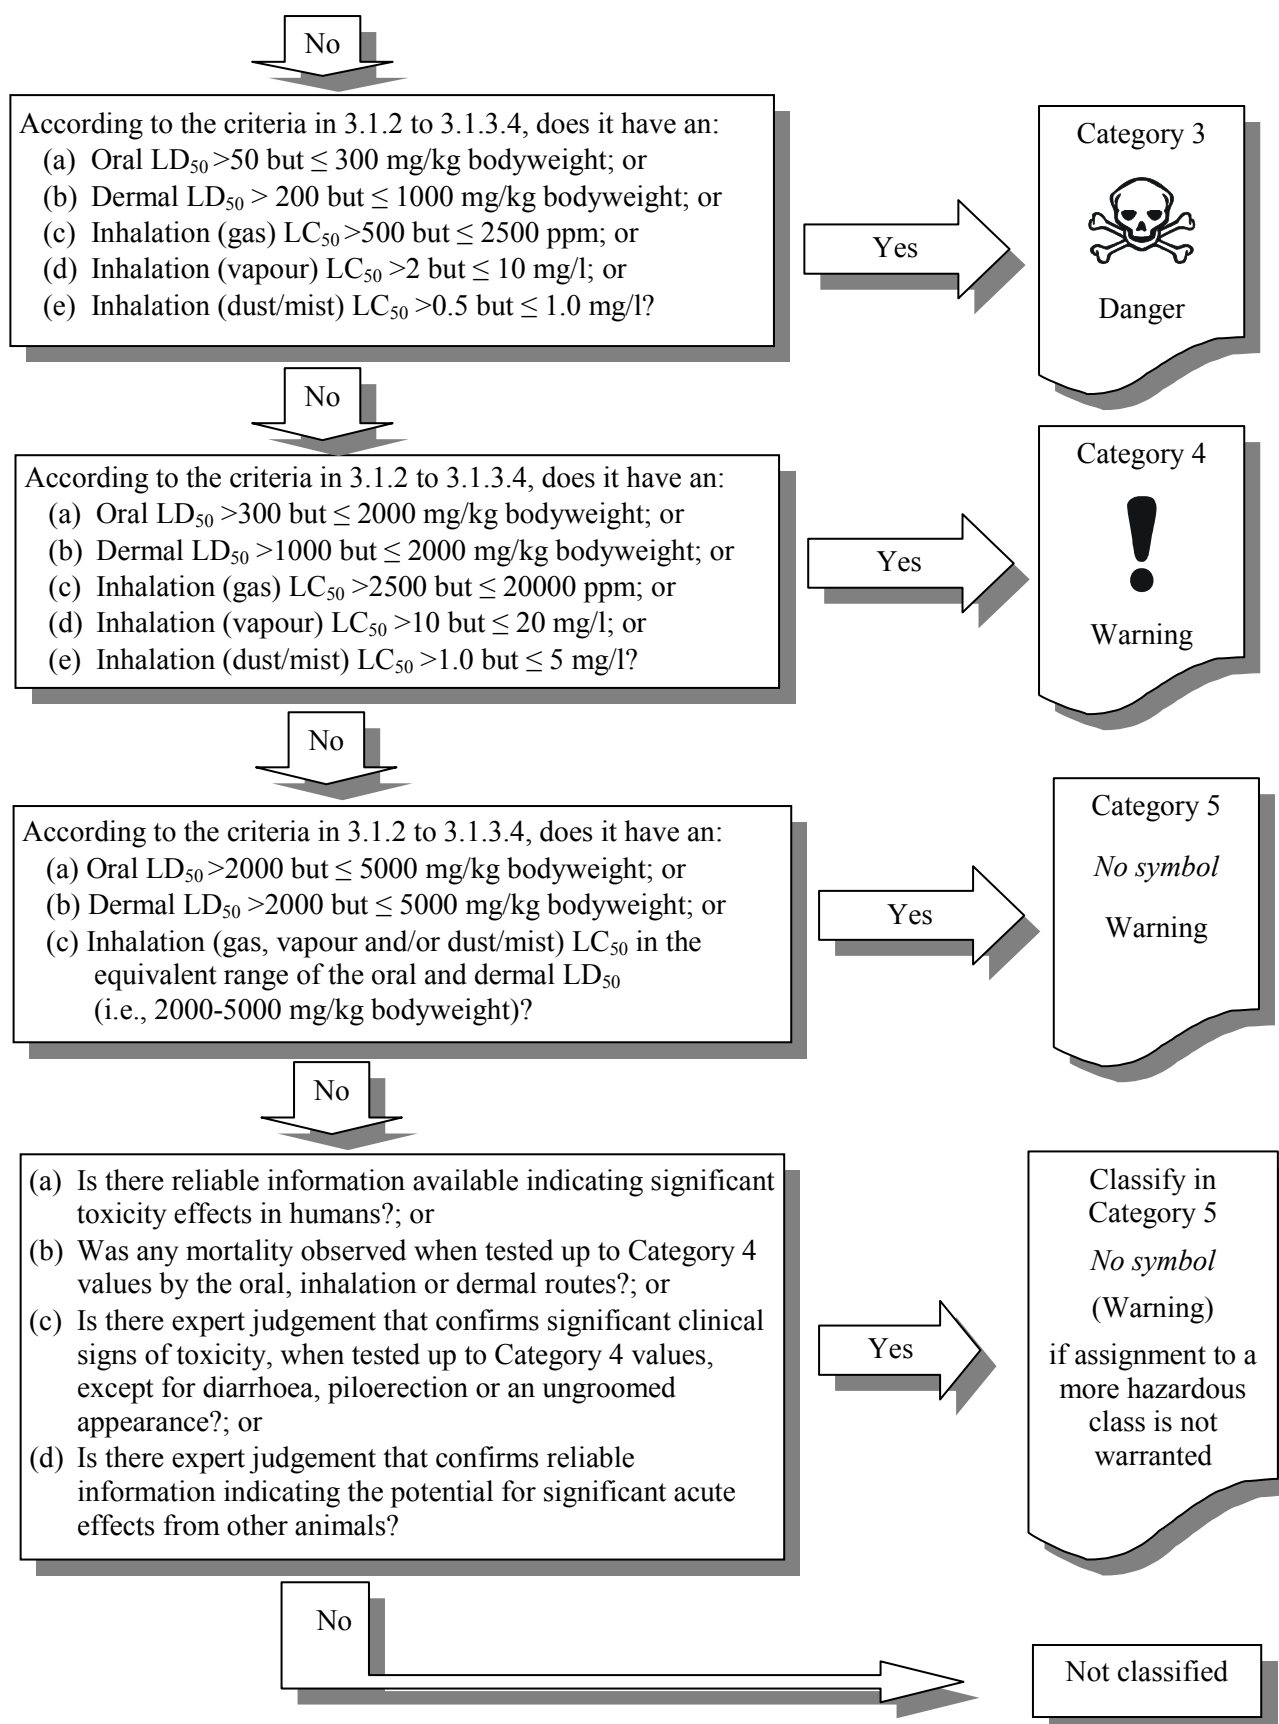 No
According to the criteria in 3.1.2 to 3.1.3.4, does it have an:
(a) Oral LD50 >50 but ≤ 300 mg/kg bodyweight; or
(b) Dermal LD50 > 200 but ≤ 1000 mg/kg bodyweight; or
(c) Inhalation (gas) LC50 >500 but ≤ 2500 ppm; or
(d) Inhalation (vapour) LC50 >2 but ≤ 10 mg/l; or
(e) Inhalation (dust/mist) LC50 >0.5 but ≤ 1.0 mg/l?
Yes
Category 3
Danger
No
According to the criteria in 3.1.2 to 3.1.3.4, does it have an:
(a) Oral LD50 >300 but ≤ 2000 mg/kg bodyweight; or
(b) Dermal LD50 >1000 but ≤ 2000 mg/kg bodyweight; or
(c) Inhalation (gas) LC50 >2500 but ≤ 20000 ppm; or
(d) Inhalation (vapour) LC50 >10 but ≤ 20 mg/l; or
(e) Inhalation (dust/mist) LC50 >1.0 but ≤ 5 mg/l?
Yes
Category 4
!
Warning
No
According to the criteria in 3.1.2 to 3.1.3.4, does it have an:
(a) Oral LD50 >2000 but ≤ 5000 mg/kg bodyweight; or
(b) Dermal LD50 >2000 but ≤ 5000 mg/kg bodyweight; or
(c) Inhalation (gas, vapour and/or dust/mist) LC50 in the
equivalent range of the oral and dermal LD50
(i.e., 2000-5000 mg/kg bodyweight)?
Yes
Category 5
No symbol
Warning
No
(a) Is there reliable information available indicating significant
toxicity effects in humans?; or
(b) Was any mortality observed when tested up to Category 4
values by the oral, inhalation or dermal routes?; or
(c) Is there expert judgement that confirms significant clinical
signs of toxicity, when tested up to Category 4 values,
except for diarrhoea, piloerection or an ungroomed
appearance?; or
(d) Is there expert judgement that confirms reliable
information indicating the potential for significant acute
effects from other animals?
Yes
Classify in
Category 5
No symbol
(Warning)
if assignment to a
more hazardous
class is not
warranted
No
Not classified